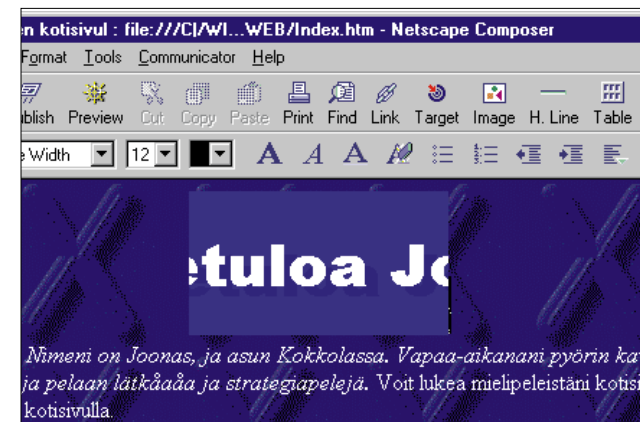 n kotisivul : file:///C|/WI...WEB/Index.htm - Netscape Composer
Format Tools Communicator Help
blish Preview Cut Copy Paste Print Find Link Target Image H. Line Table
e Width 12 A A A
etuloa Jo
Nimeni on Joonas, ja asun Kokkolassa. Vapaa-aikanani pyörin ka
ja pelaan lätkåaåa ja strategiapelejä. Voit lukea mielipeleistäni kotisi
kotisivulla.